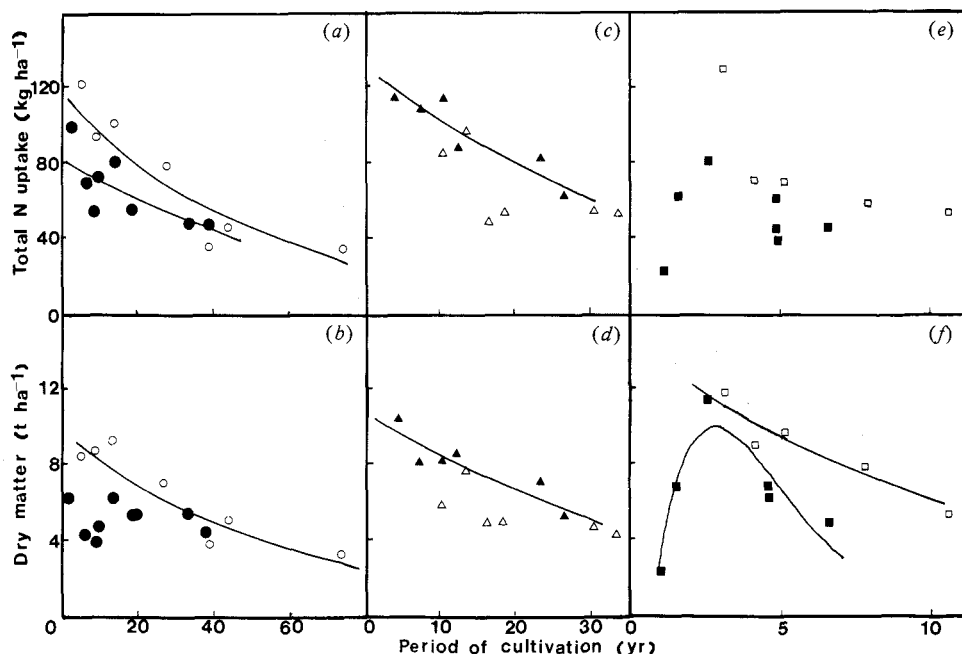 (a)
(c)
(e)
Total N uptake (kg ha⁻¹)
120
80
40
0
(b)
(d)
(f)
Dry matter (t ha⁻¹)
12
8
4
0 20 40 60 0 10 20 30 0 5 10
Period of cultivation (yr)